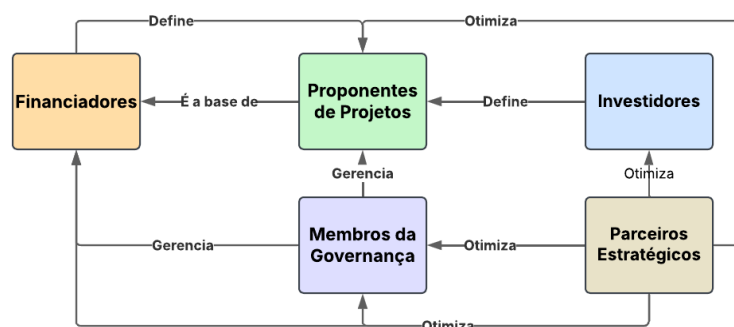 Define
Otimiza
Financiadores
É a base de
Proponentes
de Projetos
Define
Investidores
Gerencia
Otimiza
Gerencia
Membros da
Governança
Otimiza
Parceiros
Estratégicos
Otimiza